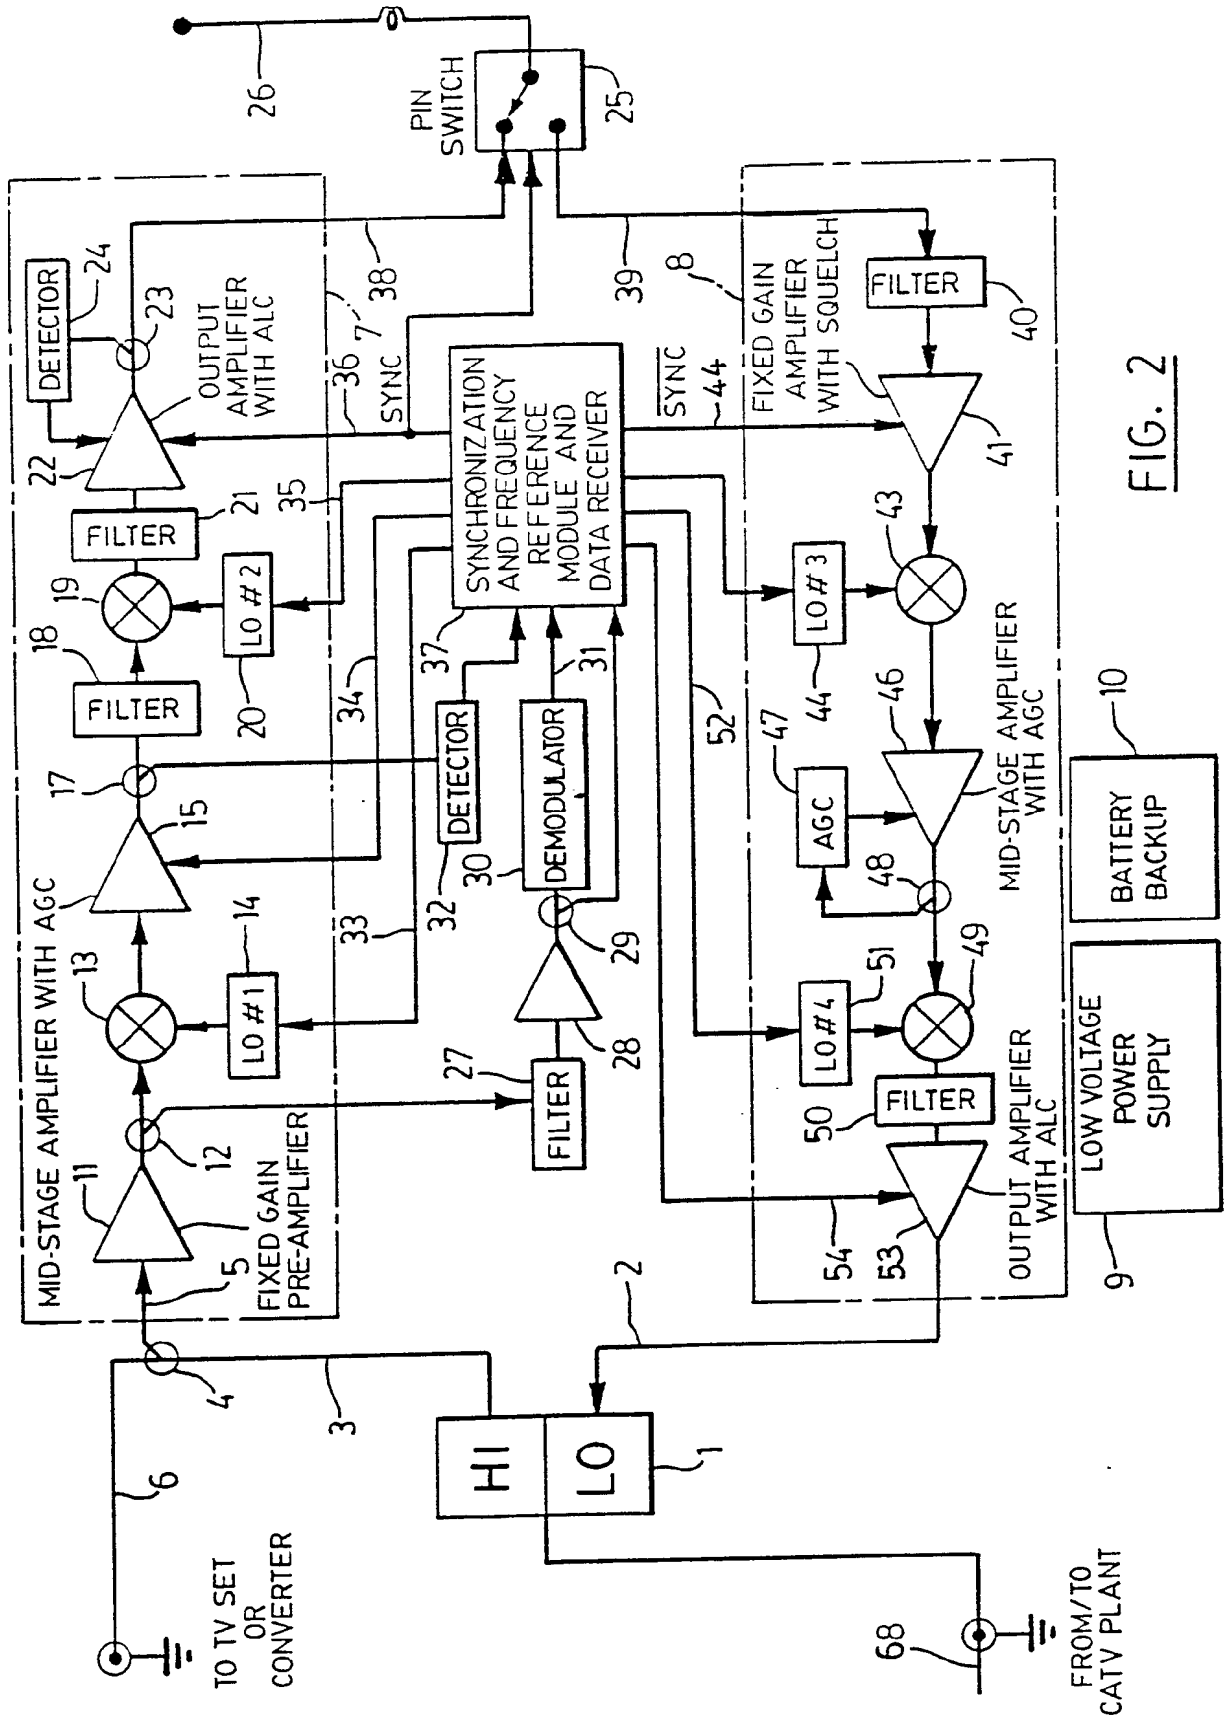 MID-STAGE AMPLIFIER WITH AGC
11
12
13
14
15
17
18
19
20
21
22
23
24
5
FIXED GAIN
PRE-AMPLIFIER
LO #1
FILTER
LO #2
FILTER
DETECTOR
OUTPUT
AMPLIFIER
WITH ALC
7
6
4
3
TO TV SET
OR
CONVERTER
33
34
35
36
SYNC
38
26
PIN
SWITCH
25
39
27
FILTER
28
29
30
DEMODULATOR
31
32
DETECTOR
37
SYNCHRONIZATION
AND FREQUENCY
REFERENCE
MODULE AND
DATA RECEIVER
S̅Y̅N̅C̅
44
HI
LO
1
2
68
FROM/TO
CATV PLANT
52
54
53
50
FILTER
OUTPUT AMPLIFIER
WITH ALC
LO #4
51
49
48
AGC
47
46
MID-STAGE AMPLIFIER
WITH AGC
LO #3
44
43
41
FIXED GAIN
AMPLIFIER
WITH SQUELCH
8
FILTER
40
9
LOW VOLTAGE
POWER
SUPPLY
10
BATTERY
BACKUP
FIG. 2